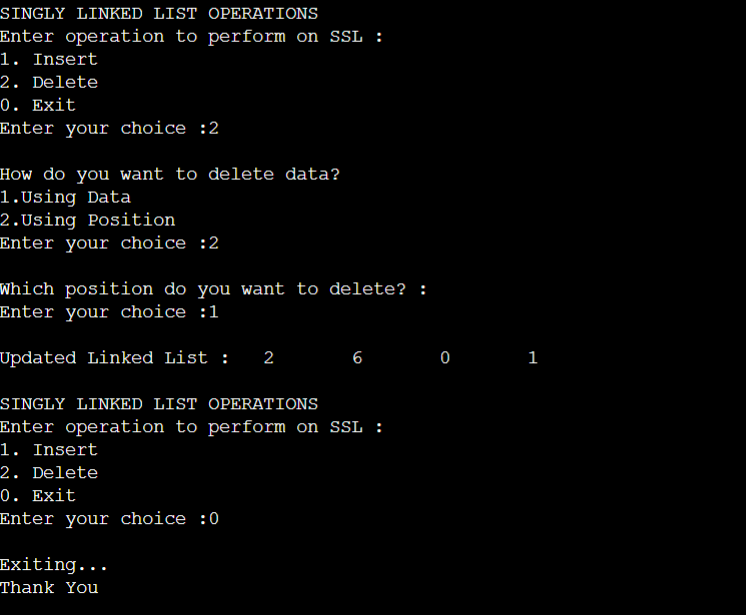 SINGLY LINKED LIST OPERATIONS
Enter operation to perform on SSL :
1. Insert
2. Delete
0. Exit
Enter your choice :2
How do you want to delete data?
1.Using Data
2.Using Position
Enter your choice :2
Which position do you want to delete? :
Enter your choice :1
Updated Linked List :   2       6       0       1
SINGLY LINKED LIST OPERATIONS
Enter operation to perform on SSL :
1. Insert
2. Delete
0. Exit
Enter your choice :0
Exiting...
Thank You